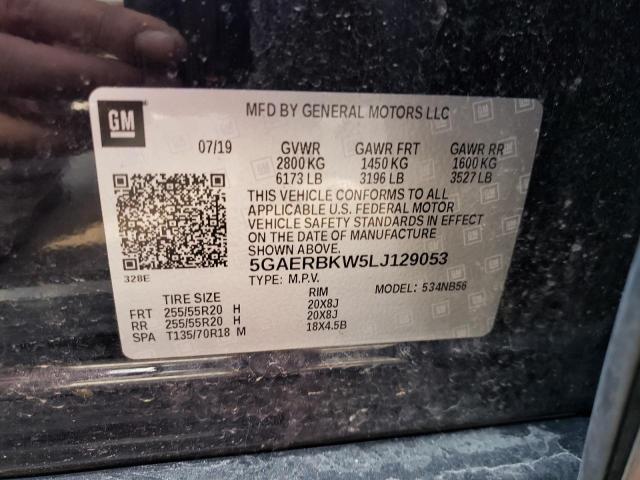 GM
MFD BY GENERAL MOTORS LLC
07/19 GVWR GAWR FRT GAWR RR
2800 KG 1450 KG 1600 KG
6173 LB 3196 LB 3527 LB
THIS VEHICLE CONFORMS TO ALL
APPLICABLE U.S. FEDERAL MOTOR
VEHICLE SAFETY STANDARDS IN EFFECT
ON THE DATE OF MANUFACTURE
SHOWN ABOVE.
328E
5GAERBKW5LJ129053
TYPE: M.P.V. MODEL: 534NB56
TIRE SIZE RIM
FRT 255/55R20 H 20X8J
RR 255/55R20 H 20X8J
SPA T135/70R18 M 18X4.5B